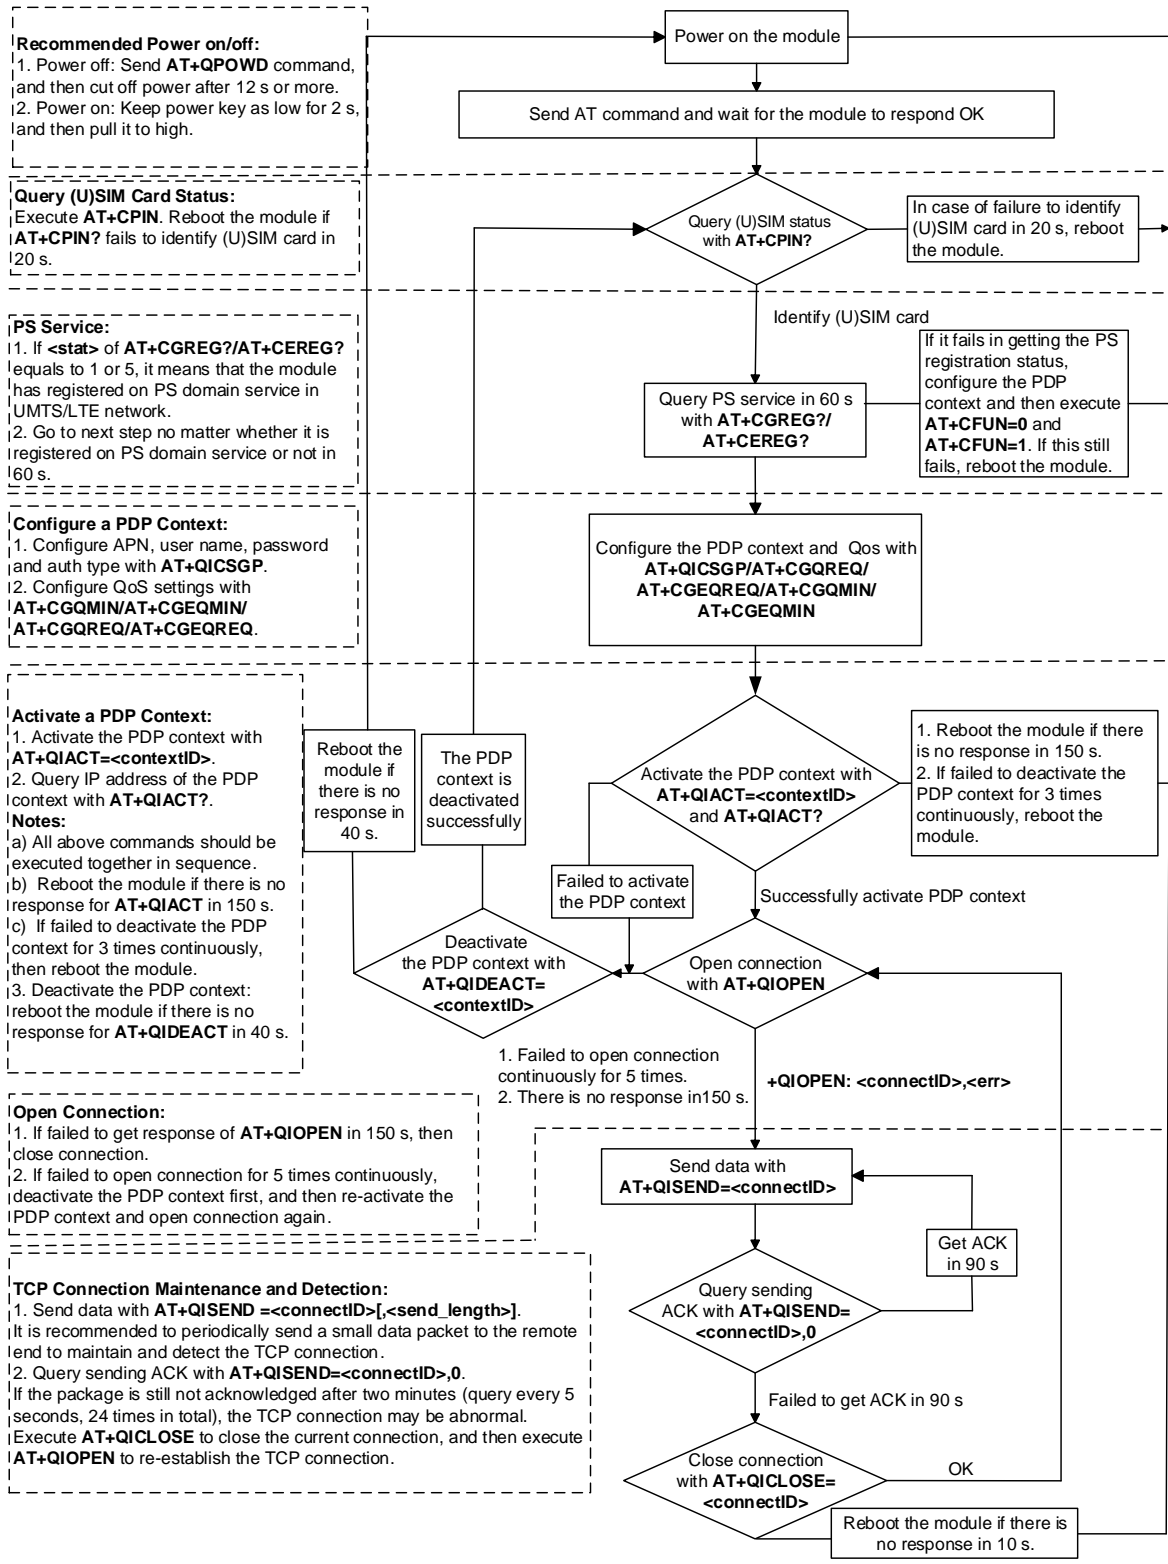 Recommended Power on/off:
1. Power off: Send AT+QPOWD command,
and then cut off power after 12 s or more.
2. Power on: Keep power key as low for 2 s,
and then pull it to high.
Power on the module
Send AT command and wait for the module to respond OK
Query (U)SIM Card Status:
Execute AT+CPIN. Reboot the module if
AT+CPIN? fails to identify (U)SIM card in
20 s.
Query (U)SIM status
with AT+CPIN?
In case of failure to identify
(U)SIM card in 20 s, reboot
the module.
Identify (U)SIM card
PS Service:
1. If <stat> of AT+CGREG?/AT+CEREG?
equals to 1 or 5, it means that the module
has registered on PS domain service in
UMTS/LTE network.
2. Go to next step no matter whether it is
registered on PS domain service or not in
60 s.
Query PS service in 60 s
with AT+CGREG?/
AT+CEREG?
If it fails in getting the PS
registration status,
configure the PDP
context and then execute
AT+CFUN=0 and
AT+CFUN=1. If this still
fails, reboot the module.
Configure a PDP Context:
1. Configure APN, user name, password
and auth type with AT+QICSGP.
2. Configure QoS settings with
AT+CGQMIN/AT+CGEQMIN/
AT+CGQREQ/AT+CGEQREQ.
Configure the PDP context and Qos with
AT+QICSGP/AT+CGQREQ/
AT+CGEQREQ/AT+CGQMIN/
AT+CGEQMIN
Activate a PDP Context:
1. Activate the PDP context with
AT+QIACT=<contextID>.
2. Query IP address of the PDP
context with AT+QIACT?.
Notes:
a) All above commands should be
executed together in sequence.
b) Reboot the module if there is no
response for AT+QIACT in 150 s.
c) If failed to deactivate the PDP
context for 3 times continuously,
then reboot the module.
3. Deactivate the PDP context:
reboot the module if there is no
response for AT+QIDEACT in 40 s.
Reboot the
module if
there is no
response in
40 s.
The PDP
context is
deactivated
successfully
Activate the PDP context with
AT+QIACT=<contextID>
and AT+QIACT?
1. Reboot the module if there
is no response in 150 s.
2. If failed to deactivate the
PDP context for 3 times
continuously, reboot the
module.
Failed to activate
the PDP context
Successfully activate PDP context
Deactivate
the PDP context with
AT+QIDEACT=
<contextID>
Open connection
with AT+QIOPEN
1. Failed to open connection
continuously for 5 times.
2. There is no response in150 s.
+QIOPEN: <connectID>,<err>
Open Connection:
1. If failed to get response of AT+QIOPEN in 150 s, then
close connection.
2. If failed to open connection for 5 times continuously,
deactivate the PDP context first, and then re-activate the
PDP context and open connection again.
Send data with
AT+QISEND=<connectID>
Get ACK
in 90 s
TCP Connection Maintenance and Detection:
1. Send data with AT+QISEND =<connectID>[,<send_length>].
It is recommended to periodically send a small data packet to the remote
end to maintain and detect the TCP connection.
2. Query sending ACK with AT+QISEND=<connectID>,0.
If the package is still not acknowledged after two minutes (query every 5
seconds, 24 times in total), the TCP connection may be abnormal.
Execute AT+QICLOSE to close the current connection, and then execute
AT+QIOPEN to re-establish the TCP connection.
Query sending
ACK with AT+QISEND=
<connectID>,0
Failed to get ACK in 90 s
Close connection
with AT+QICLOSE=
<connectID>
OK
Reboot the module if there is
no response in 10 s.